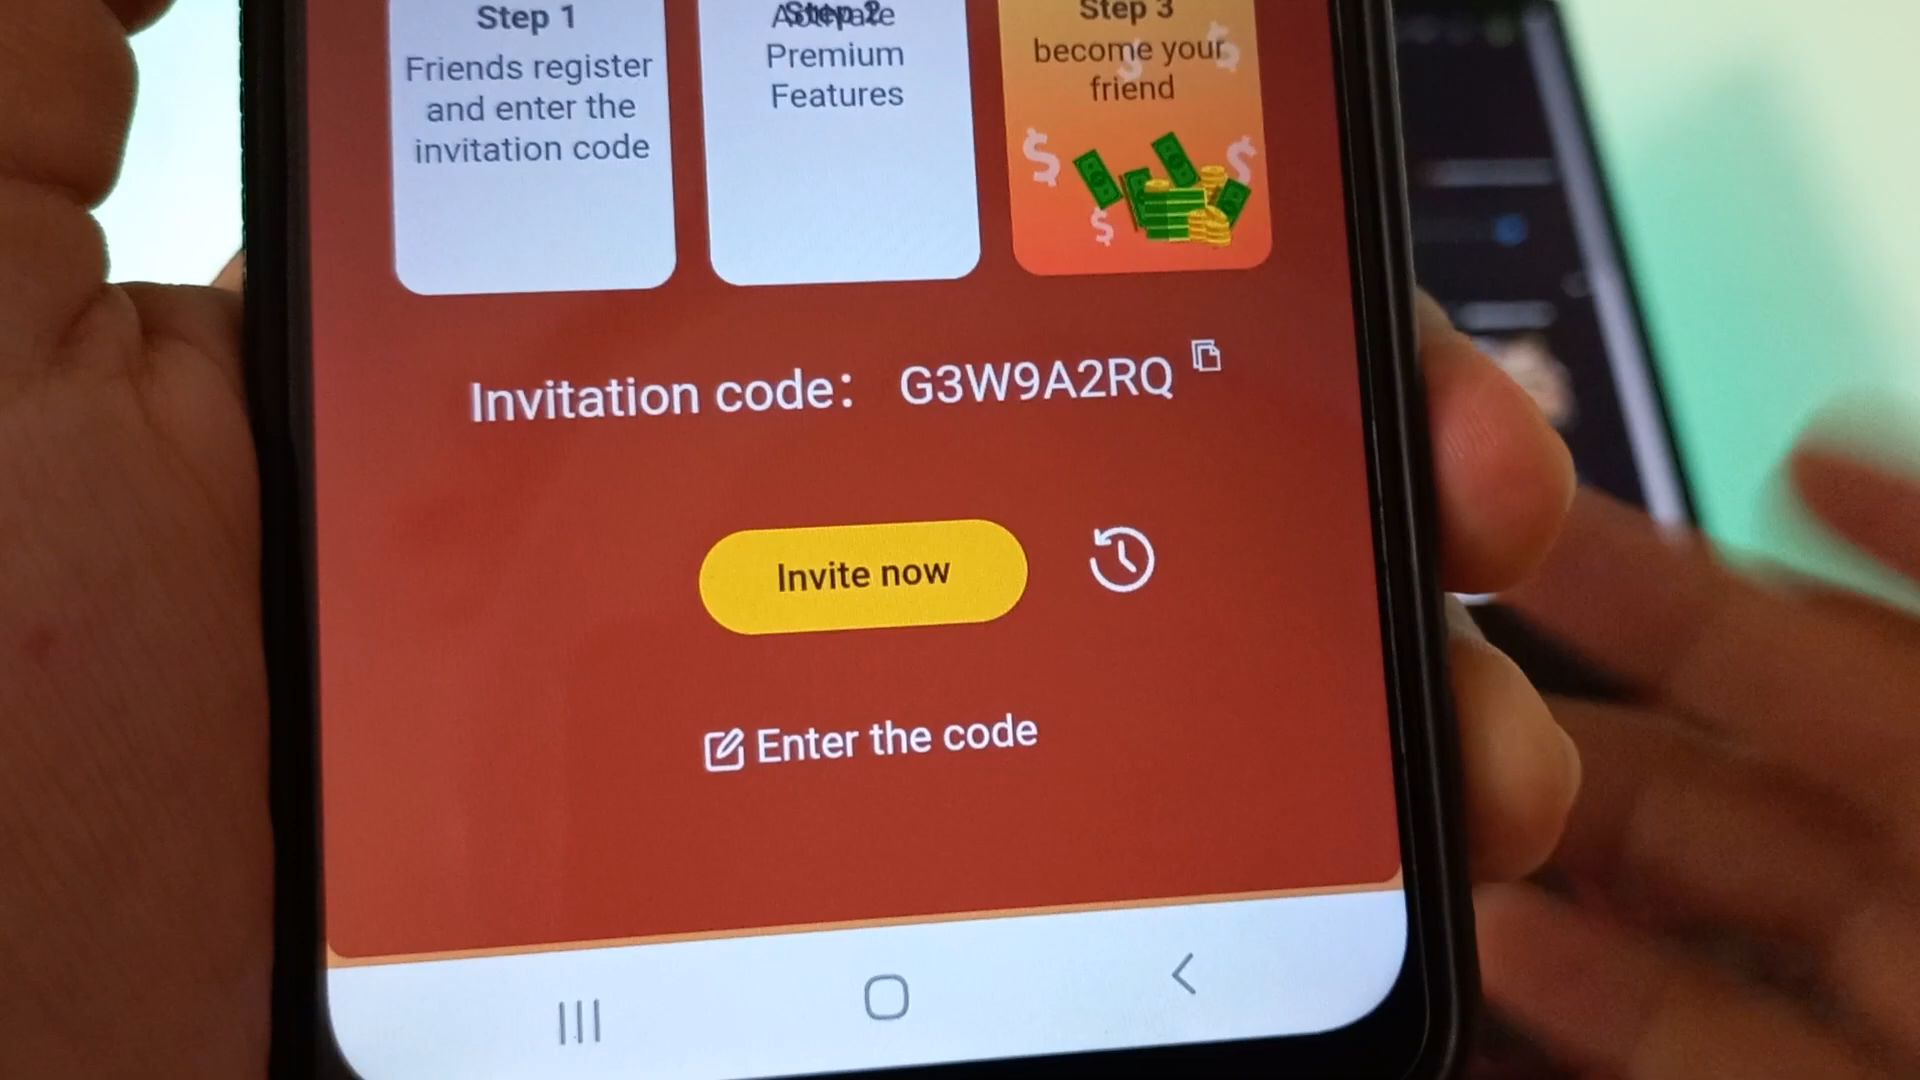 Step 1
Friends register
and enter the
invitation code
Step 2
Activate
Premium
Features
Step 3
become your
friend
Invitation code: G3W9A2RQ
Invite now
Enter the code